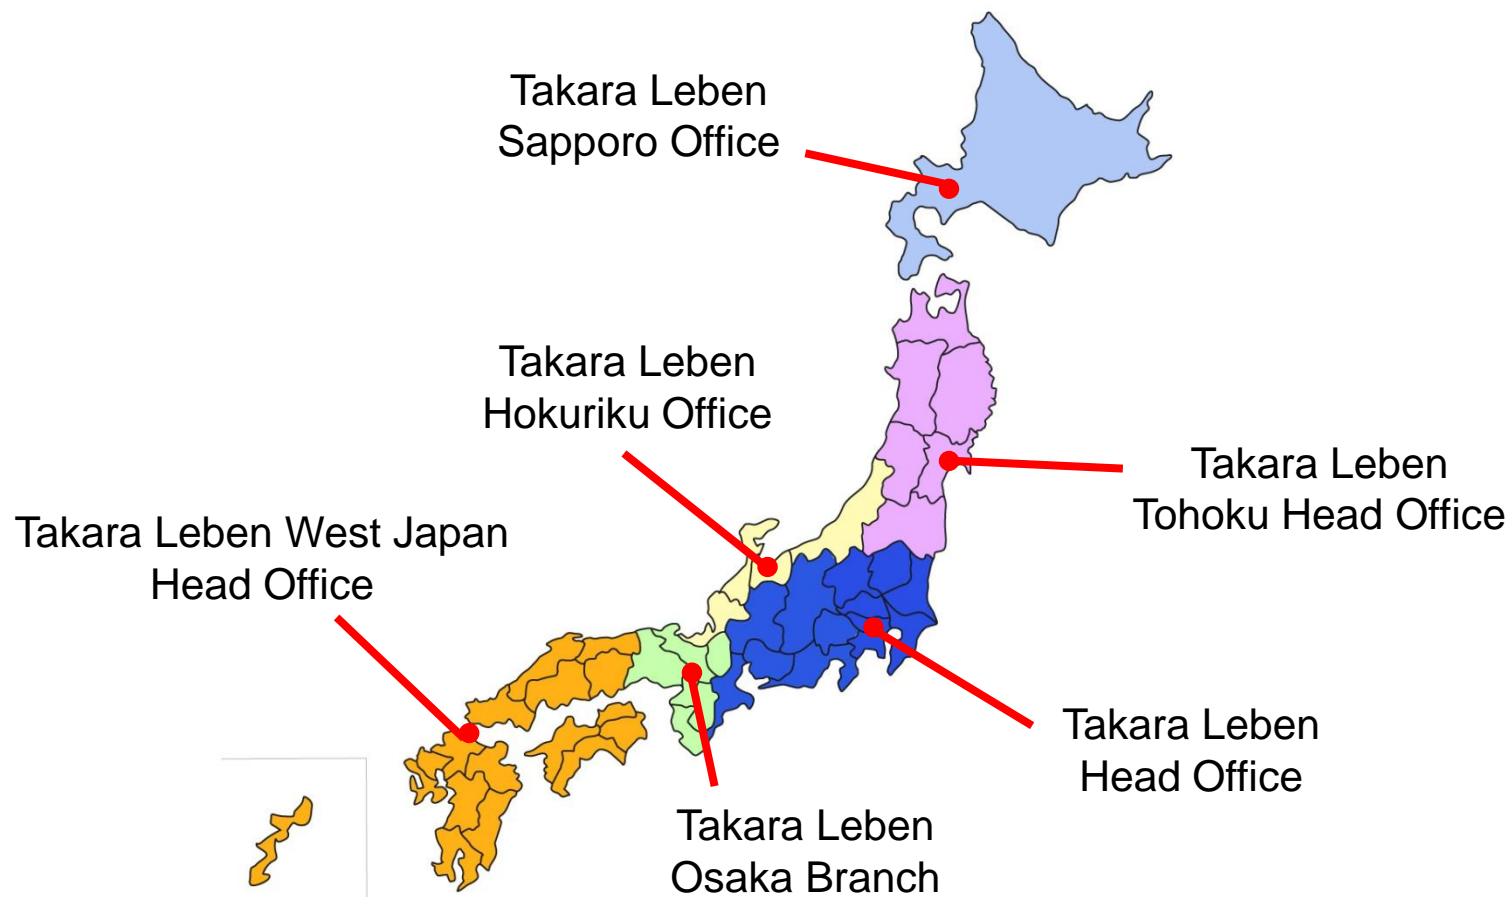 Takara Leben
Sapporo Office
Takara Leben
Hokuriku Office
Takara Leben
Tohoku Head Office
Takara Leben West Japan
Head Office
Takara Leben
Head Office
Takara Leben
Osaka Branch